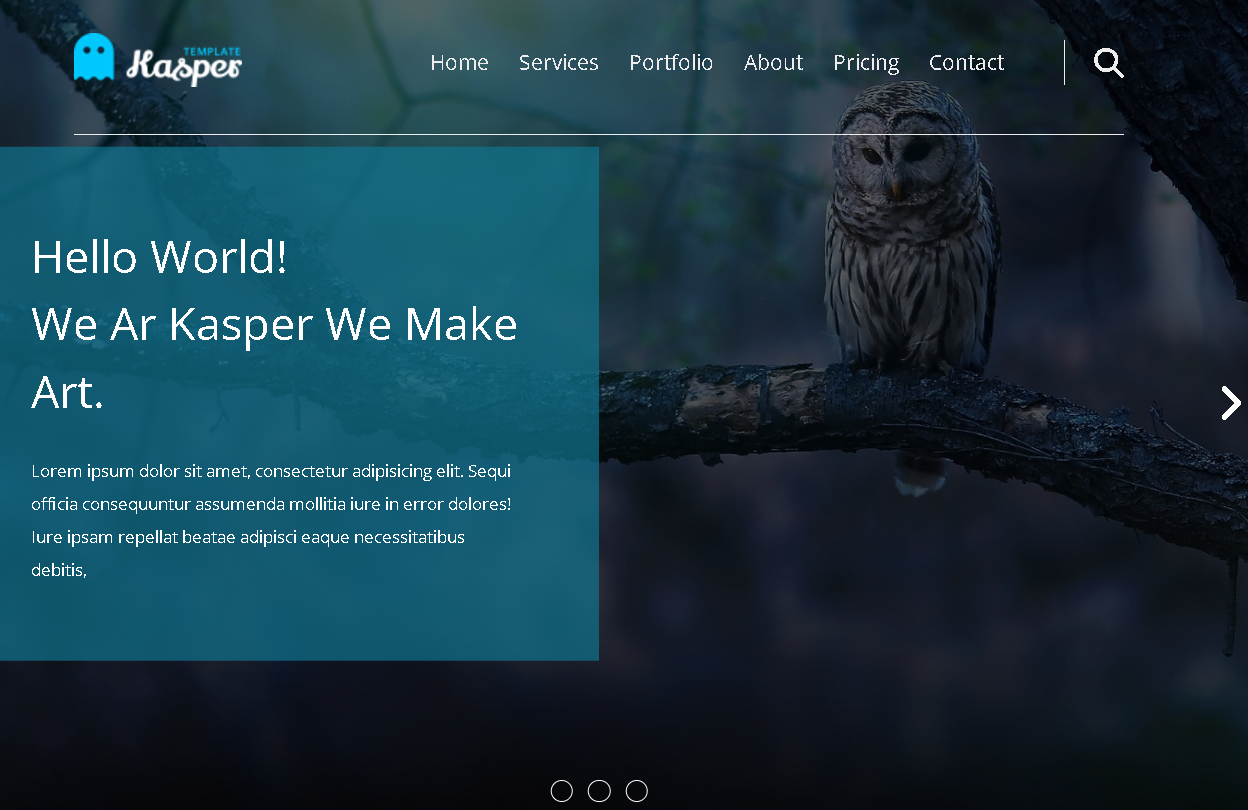 TEMPLATE
Kasper
Home Services Portfolio About Pricing Contact
Hello World!
We Ar Kasper We Make
Art.
Lorem ipsum dolor sit amet, consectetur adipisicing elit. Sequi
officia consequuntur assumenda mollitia iure in error dolores!
Iure ipsam repellat beatae adipisci eaque necessitatibus
debitis,